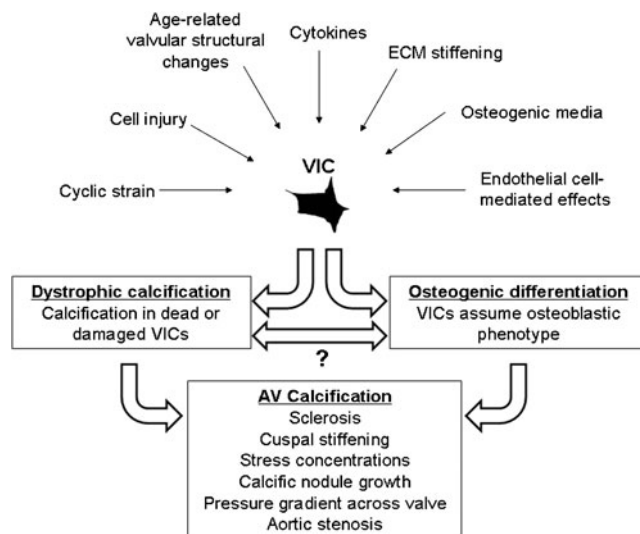 Age-related
valvular structural
changes
Cytokines
ECM stiffening
Cell injury
Osteogenic media
VIC
Cyclic strain
Endothelial cell-
mediated effects
Dystrophic calcification
Calcification in dead or
damaged VICs
Osteogenic differentiation
VICs assume osteoblastic
phenotype
?
AV Calcification
Sclerosis
Cuspal stiffening
Stress concentrations
Calcific nodule growth
Pressure gradient across valve
Aortic stenosis